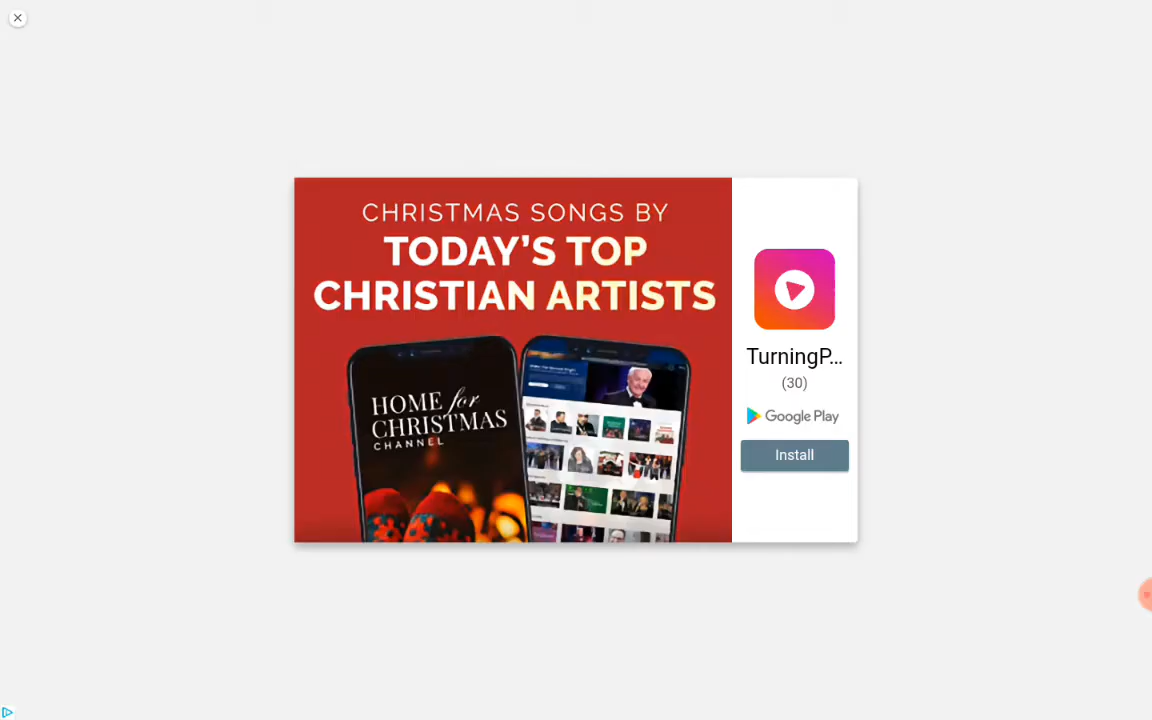 CHRISTMAS SONGS BY
TODAY'S TOP
CHRISTIAN ARTISTS
HOME for
CHRISTMAS
CHANNEL
TurningP...
(30)
Google Play
Install